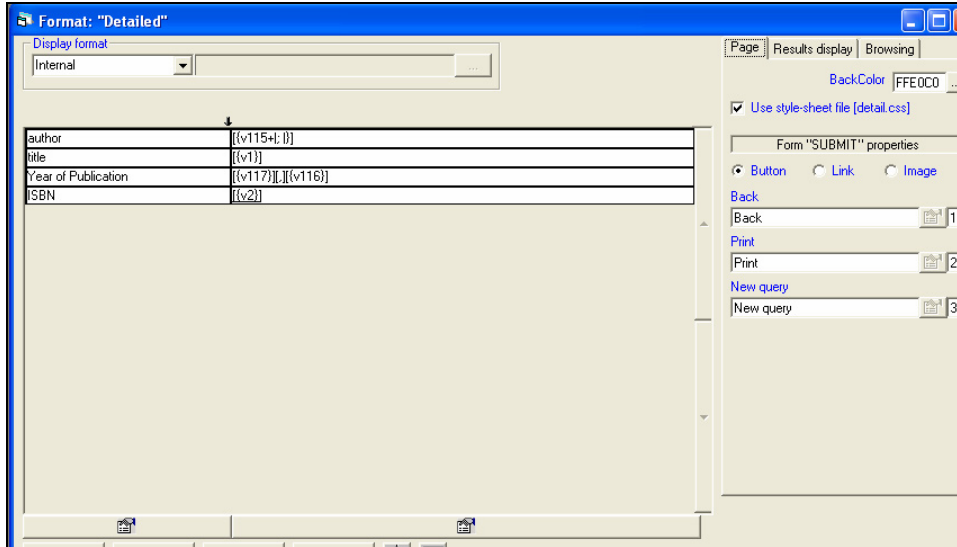 Format: "Detailed"
Display format
Internal
...
author [{v115+|; |}]
title [{v1}]
Year of Publication [{v117}][,][{v116}]
ISBN [{v2}]
Page Results display Browsing
BackColor FFE0C0 ...
Use style-sheet file [detail.css]
Form "SUBMIT" properties
Button Link Image
Back
Back 1
Print
Print 2
New query
New query 3